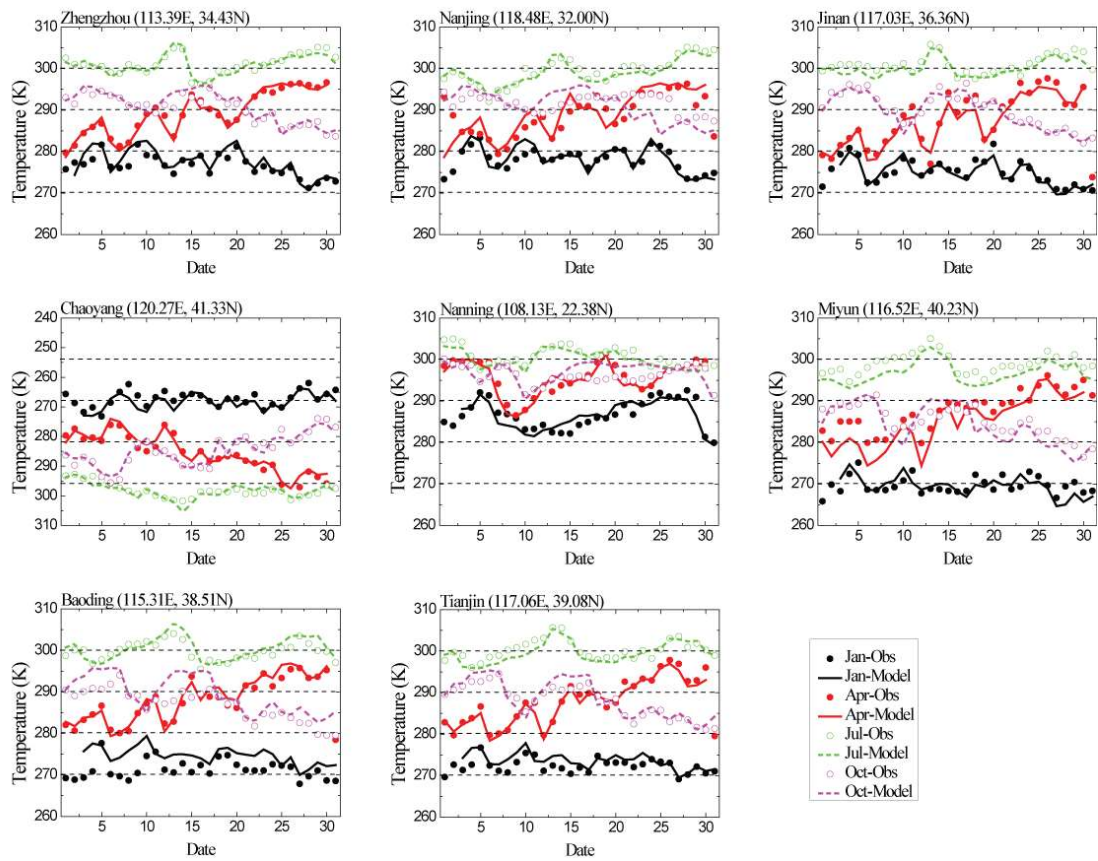 Zhengzhou (113.39E, 34.43N)
310
300
290
280
270
260
Temperature (K)
5 10 15 20 25 30
Date
Nanjing (118.48E, 32.00N)
310
300
290
280
270
260
Temperature (K)
5 10 15 20 25 30
Date
Jinan (117.03E, 36.36N)
310
300
290
280
270
260
Temperature (K)
5 10 15 20 25 30
Date
Chaoyang (120.27E, 41.33N)
240
250
260
270
280
290
300
310
Temperature (K)
5 10 15 20 25 30
Date
Nanning (108.13E, 22.38N)
310
300
290
280
270
260
Temperature (K)
5 10 15 20 25 30
Date
Miyun (116.52E, 40.23N)
310
300
290
280
270
260
Temperature (K)
5 10 15 20 25 30
Date
Baoding (115.31E, 38.51N)
310
300
290
280
270
260
Temperature (K)
5 10 15 20 25 30
Date
Tianjin (117.06E, 39.08N)
310
300
290
280
270
260
Temperature (K)
5 10 15 20 25 30
Date
Jan-Obs
Jan-Model
Apr-Obs
Apr-Model
Jul-Obs
Jul-Model
Oct-Obs
Oct-Model